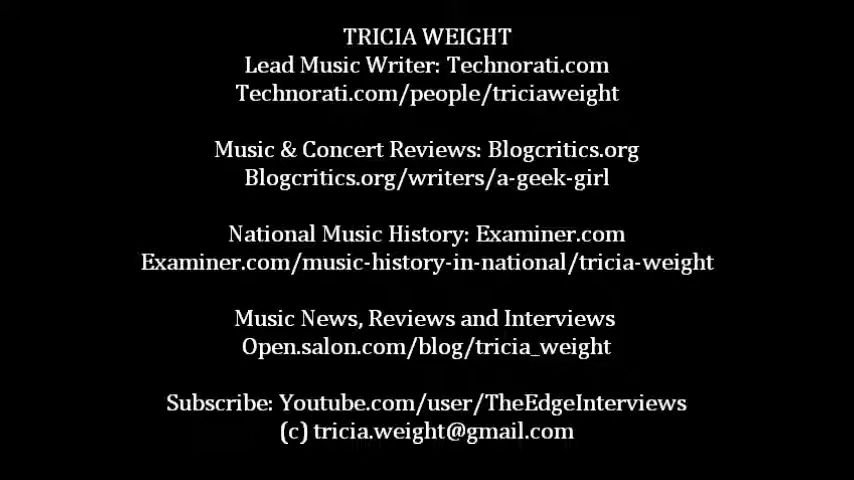 TRICIA WEIGHT
Lead Music Writer: Technorati.com
Technorati.com/people/triciaweight
Music & Concert Reviews: Blogcritics.org
Blogcritics.org/writers/a-geek-girl
National Music History: Examiner.com
Examiner.com/music-history-in-national/tricia-weight
Music News, Reviews and Interviews
Open.salon.com/blog/tricia_weight
Subscribe: Youtube.com/user/TheEdgeInterviews
(c) tricia.weight@gmail.com